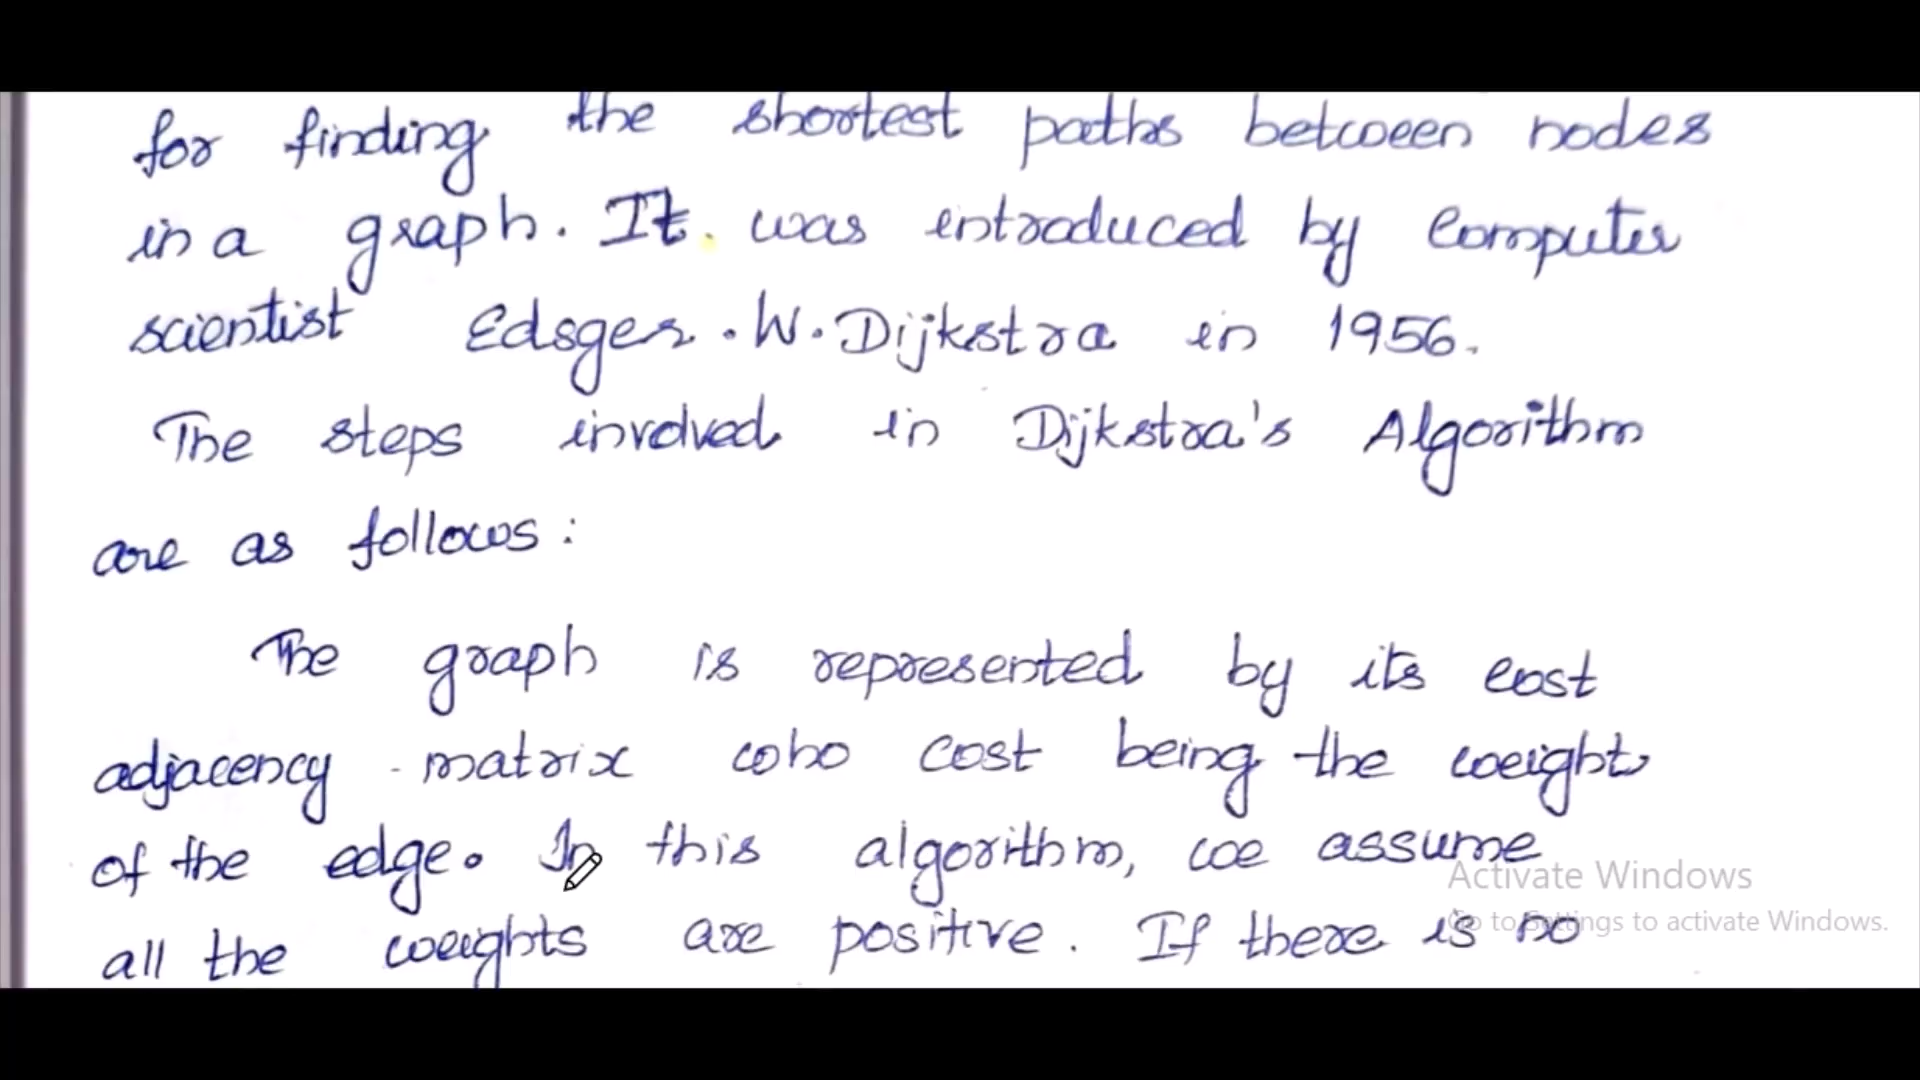 for finding the shortest paths between nodes
in a graph. It was introduced by computer
scientist Edsger.W.Dijkstra in 1956.
The steps involved in Dijkstra's Algorithm
are as follows:
The graph is represented by its cost
adjacency matrix who cost being the weight
of the edge. In this algorithm, we assume
Activate Windows
Go to Settings to activate Windows.
all the weights are positive. If there is no